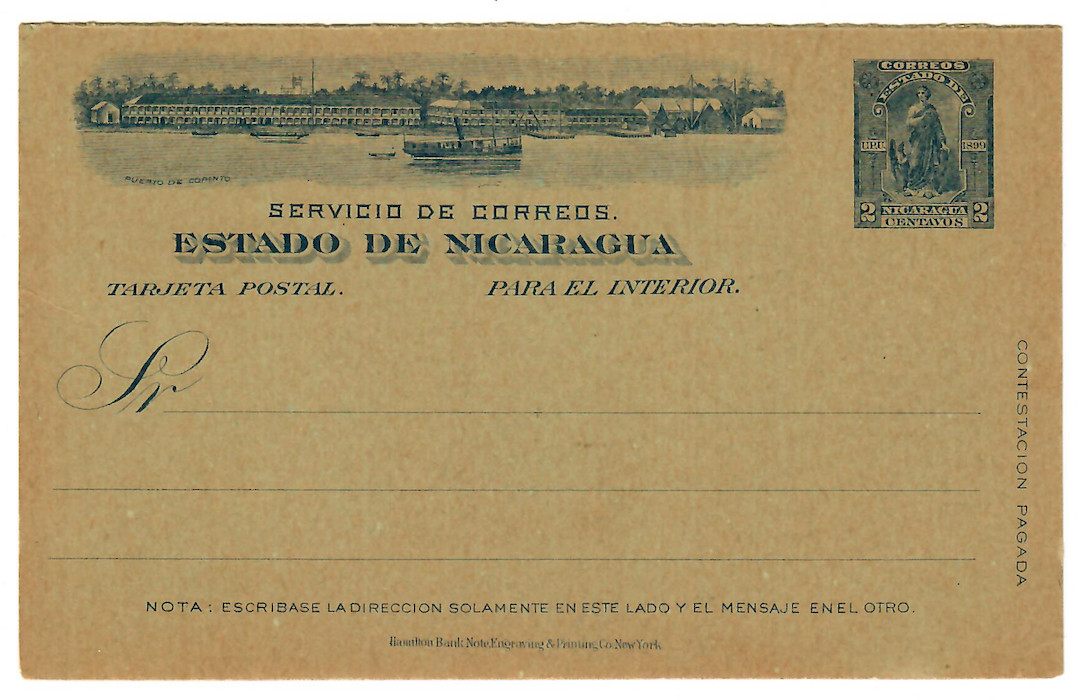 PUERTO DE CORINTO
CORREOS
ESTADO DE
U.P.U. 1899
2 NICARAGUA 2
CENTAVOS
SERVICIO DE CORREOS.
ESTADO DE NICARAGUA
TARJETA POSTAL. PARA EL INTERIOR.
Sr
CONTESTACION PAGADA
NOTA: ESCRIBASE LA DIRECCION SOLAMENTE EN ESTE LADO Y EL MENSAJE EN EL OTRO.
Hamilton Bank Note Engraving & Printing Co New York